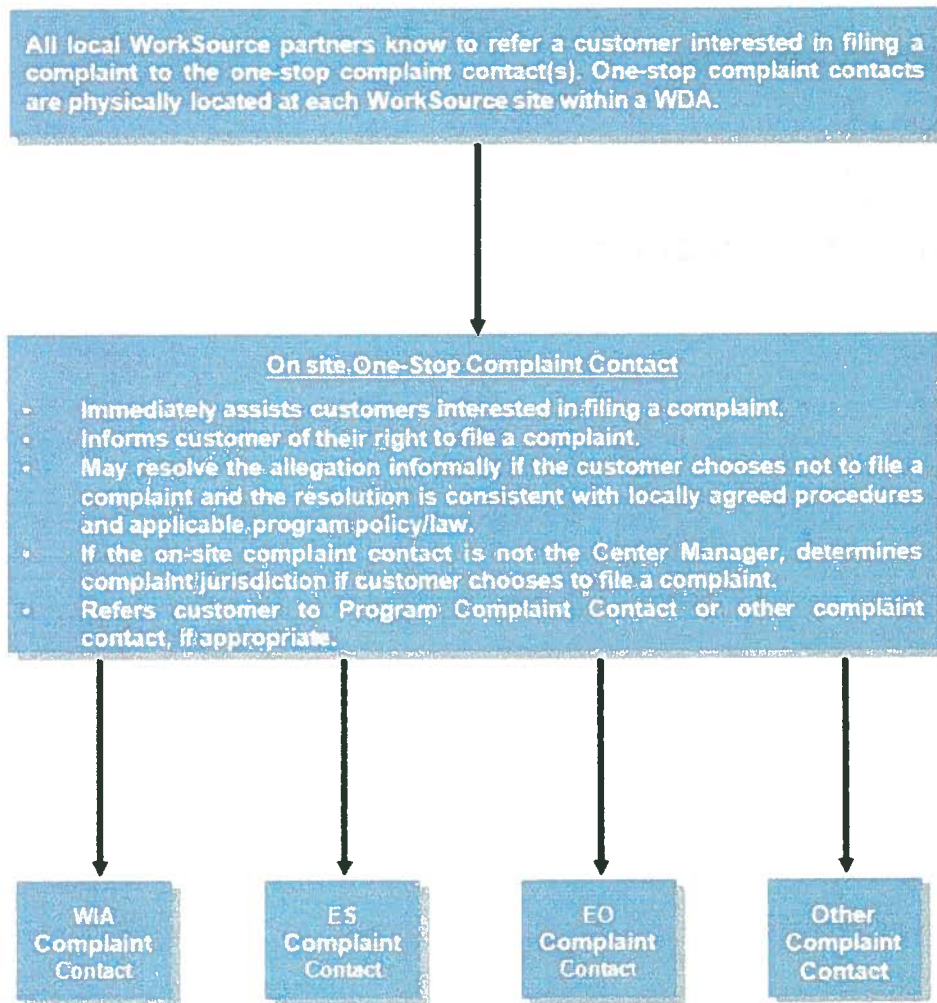 All local WorkSource partners know to refer a customer interested in filing a
complaint to the one-stop complaint contact(s). One-stop complaint contacts
are physically located at each WorkSource site within a WDA.
On site One-Stop Complaint Contact
• Immediately assists customers interested in filing a complaint.
• Informs customer of their right to file a complaint.
• May resolve the allegation informally if the customer chooses not to file a
complaint and the resolution is consistent with locally agreed procedures
and applicable program policy/law.
• If the on-site complaint contact is not the Center Manager, determines
complaint jurisdiction if customer chooses to file a complaint.
• Refers customer to Program Complaint Contact or other complaint
contact, if appropriate.
WIA
Complaint
Contact
ES
Complaint
Contact
EO
Complaint
Contact
Other
Complaint
Contact